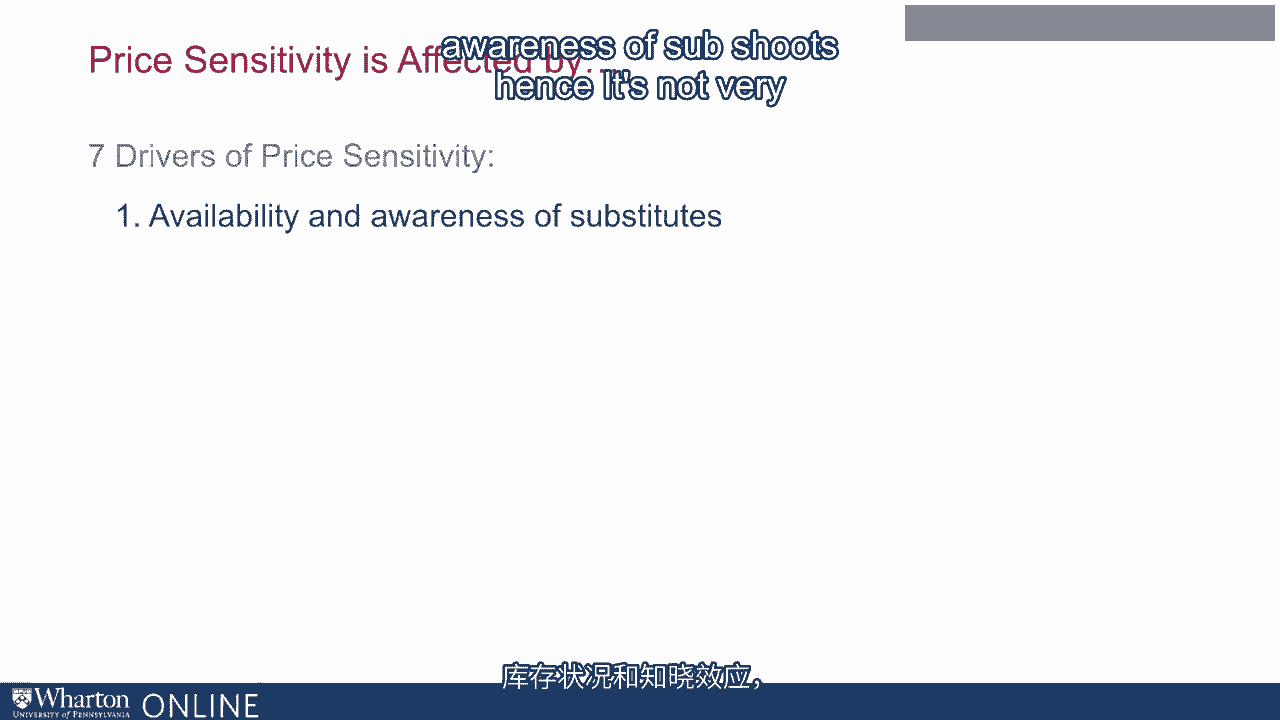 awareness of sub shoots
Price Sensitivity is Affected by….
hence It's not very
7 Drivers of Price Sensitivity:
1. Availability and awareness of substitutes
库存状况和知晓效应，
Wharton
UNIVERSITY of PENNSYLVANIA
ONLINE